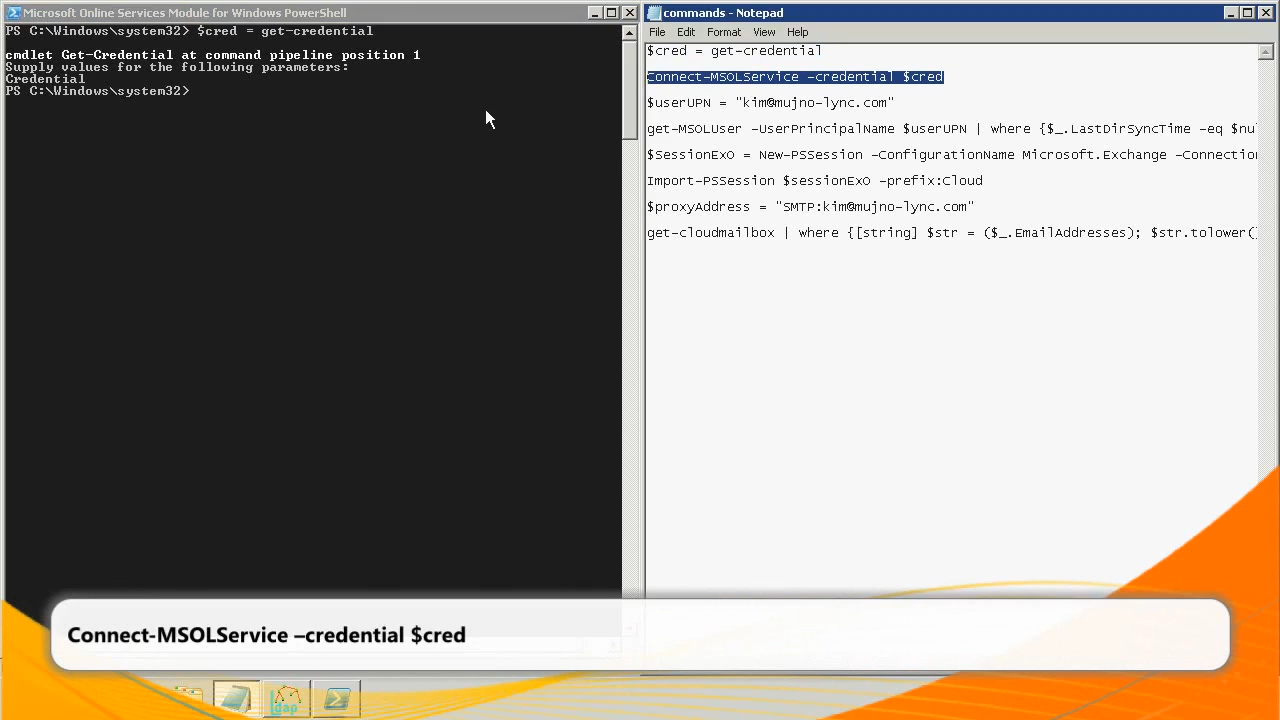 Microsoft Online Services Module for Windows PowerShell
PS C:\Windows\system32> $cred = get-credential
cmdlet Get-Credential at command pipeline position 1
Supply values for the following parameters:
Credential
PS C:\Windows\system32>
commands - Notepad
File Edit Format View Help
$cred = get-credential
Connect-MSOLService –credential $cred
$userUPN = "kim@mujno-lync.com"
get-MSOLUser -UserPrincipalName $userUPN | where {$_.LastDirSyncTime -eq $nul
$SessionExO = New-PSSession -ConfigurationName Microsoft.Exchange -Connection
Import-PSSession $sessionExO -prefix:Cloud
$proxyAddress = "SMTP:kim@mujno-lync.com"
get-cloudmailbox | where {[string] $str = ($_.EmailAddresses); $str.tolower()
Connect-MSOLService –credential $cred
ldap